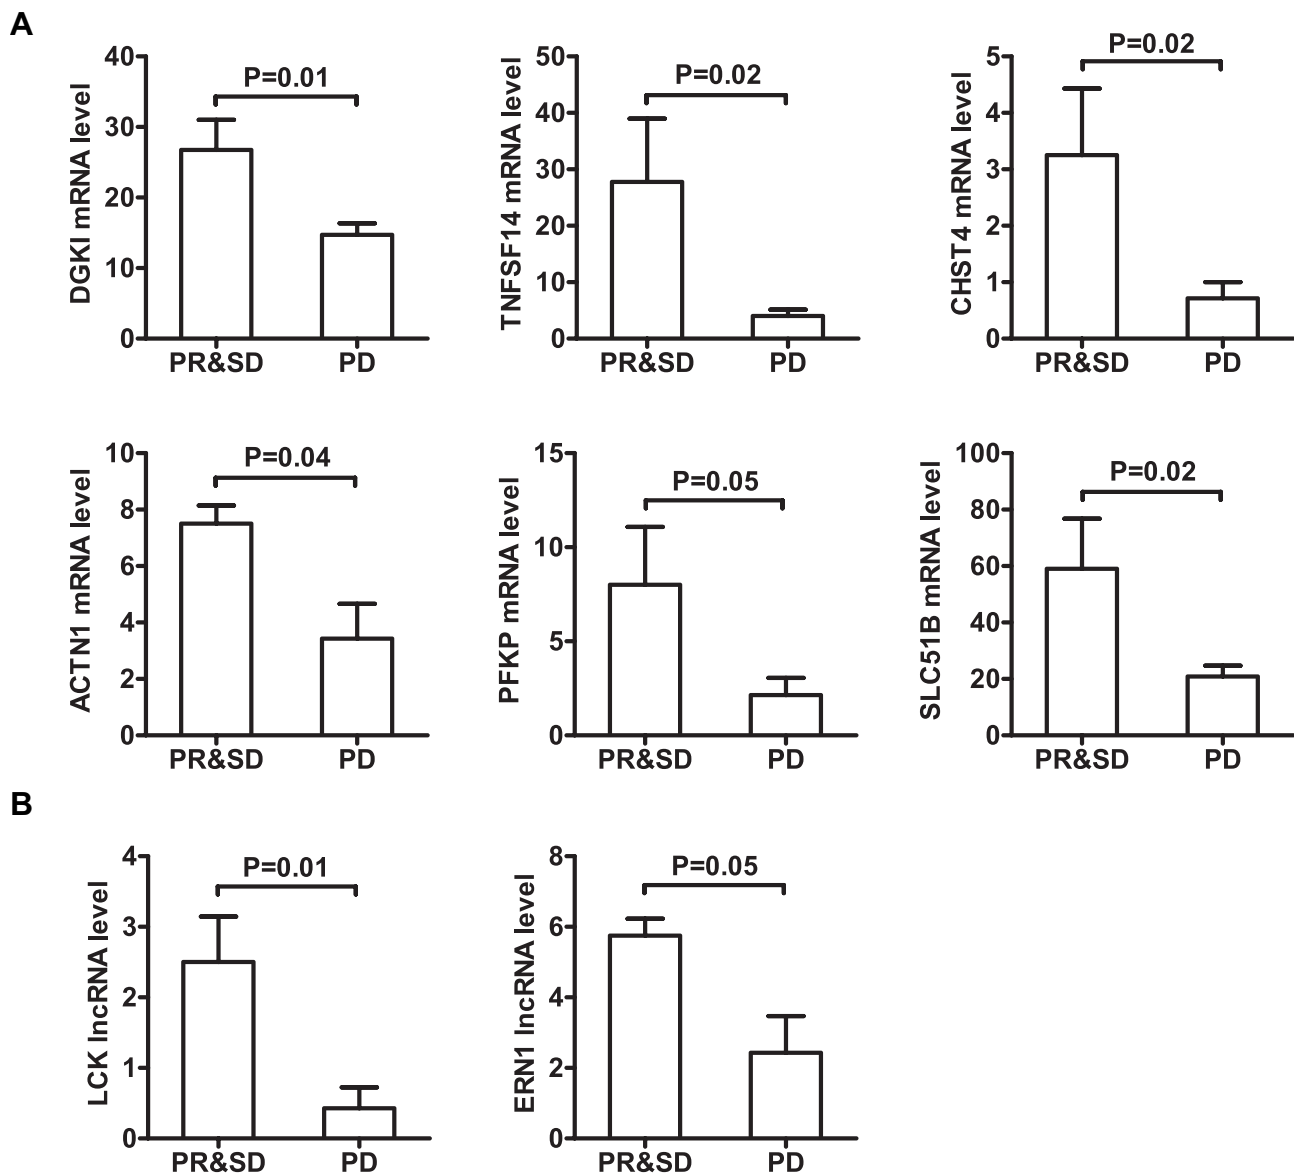 A
DGKI mRNA level
40
30
20
10
0
P=0.01
PR&SD PD
TNFSF14 mRNA level
50
40
30
20
10
0
P=0.02
PR&SD PD
CHST4 mRNA level
5
4
3
2
1
0
P=0.02
PR&SD PD
ACTN1 mRNA level
10
8
6
4
2
0
P=0.04
PR&SD PD
PFKP mRNA level
15
10
5
0
P=0.05
PR&SD PD
SLC51B mRNA level
100
80
60
40
20
0
P=0.02
PR&SD PD
B
LCK lncRNA level
4
3
2
1
0
P=0.01
PR&SD PD
ERN1 lncRNA level
8
6
4
2
0
P=0.05
PR&SD PD